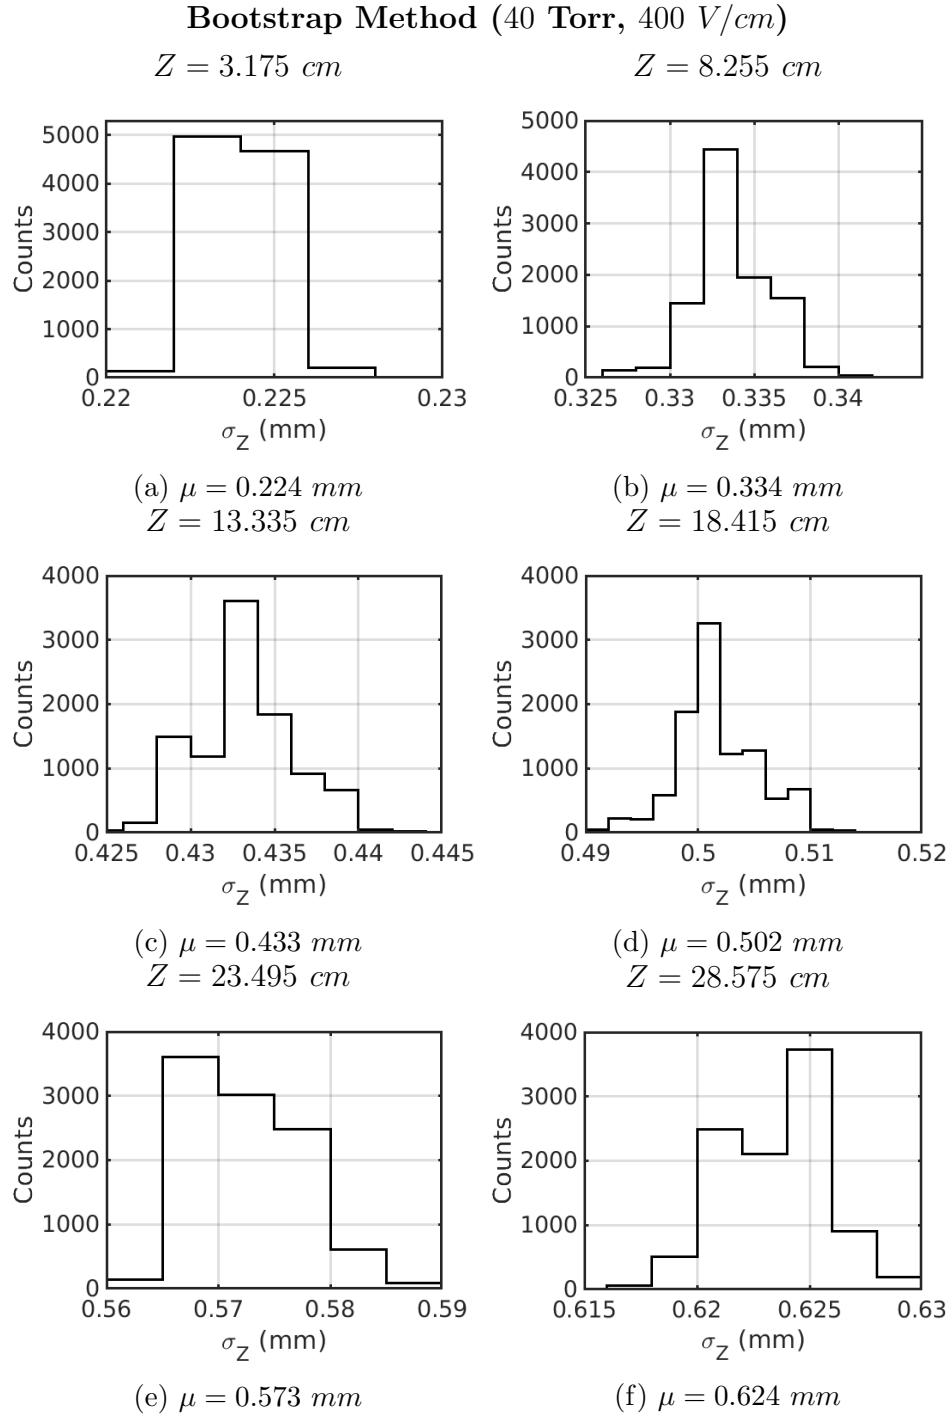 Bootstrap Method (40 Torr, 400 V/cm)
Z = 3.175 cm
5000
4000
3000
2000
1000
0
Counts
0.22 0.225 0.23
σ_Z (mm)
(a) μ = 0.224 mm
Z = 8.255 cm
5000
4000
3000
2000
1000
0
Counts
0.325 0.33 0.335 0.34
σ_Z (mm)
(b) μ = 0.334 mm
Z = 13.335 cm
4000
3000
2000
1000
0
Counts
0.425 0.43 0.435 0.44 0.445
σ_Z (mm)
(c) μ = 0.433 mm
Z = 18.415 cm
4000
3000
2000
1000
0
Counts
0.49 0.5 0.51 0.52
σ_Z (mm)
(d) μ = 0.502 mm
Z = 23.495 cm
4000
3000
2000
1000
0
Counts
0.56 0.57 0.58 0.59
σ_Z (mm)
(e) μ = 0.573 mm
Z = 28.575 cm
4000
3000
2000
1000
0
Counts
0.615 0.62 0.625 0.63
σ_Z (mm)
(f) μ = 0.624 mm